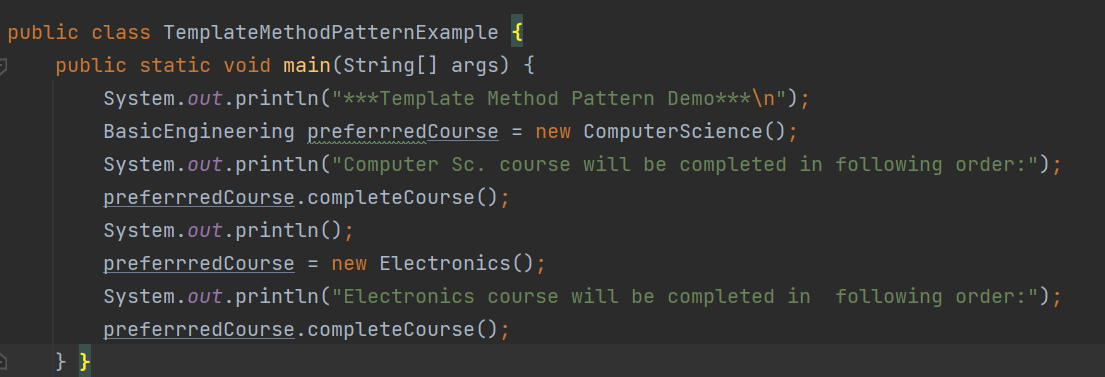 public class TemplateMethodPatternExample {
public static void main(String[] args) {
System.out.println("***Template Method Pattern Demo***\n");
BasicEngineering preferrredCourse = new ComputerScience();
System.out.println("Computer Sc. course will be completed in following order:");
preferrredCourse.completeCourse();
System.out.println();
preferrredCourse = new Electronics();
System.out.println("Electronics course will be completed in  following order:");
preferrredCourse.completeCourse();
} }